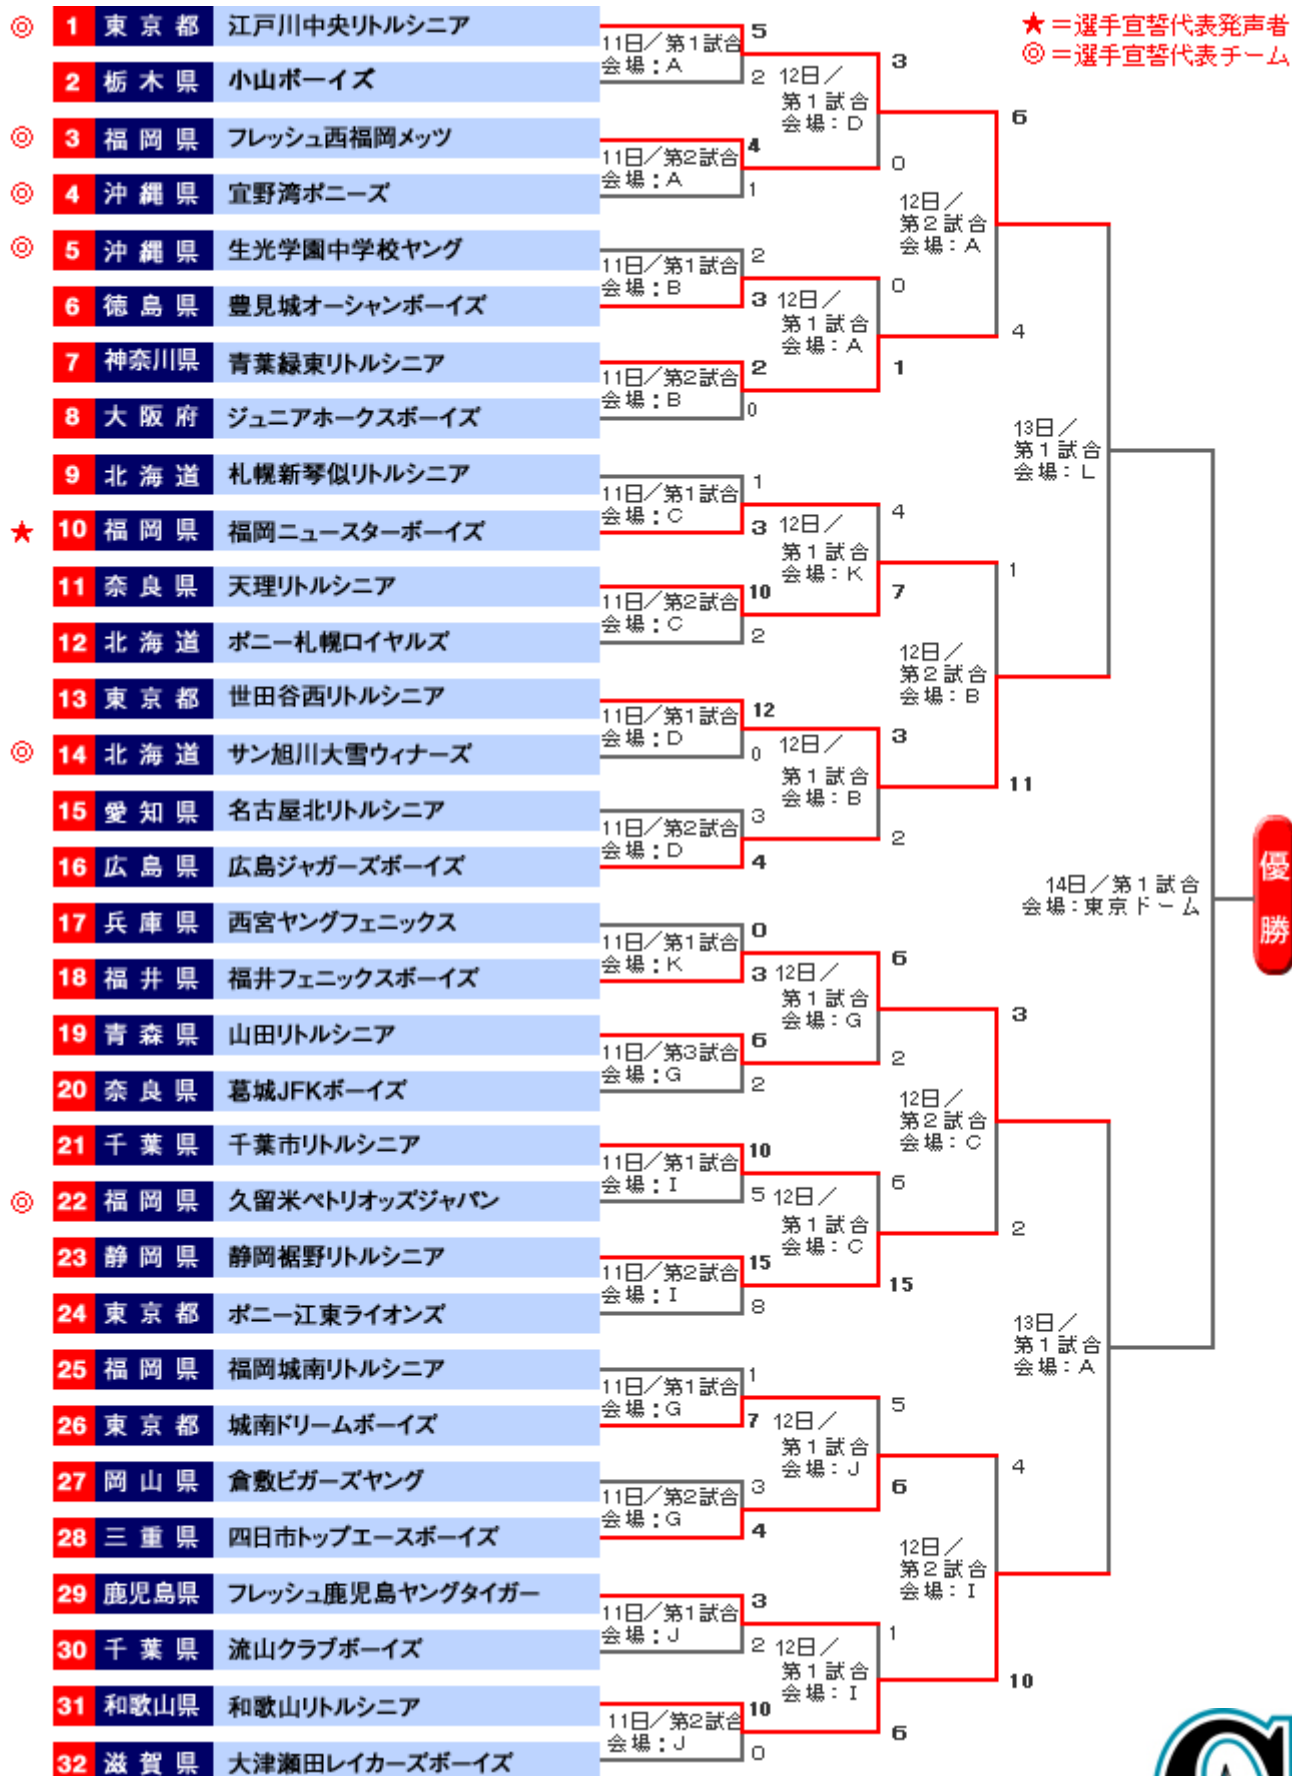 ★＝選手宣誓代表発声者
◎＝選手宣誓代表チーム
◎ 1 東京都 江戸川中央リトルシニア
2 栃木県 小山ボーイズ
◎ 3 福岡県 フレッシュ西福岡メッツ
◎ 4 沖縄県 宜野湾ポニーズ
◎ 5 沖縄県 生光学園中学校ヤング
6 徳島県 豊見城オーシャンボーイズ
7 神奈川県 青葉緑東リトルシニア
8 大阪府 ジュニアホークスボーイズ
9 北海道 札幌新琴似リトルシニア
★ 10 福岡県 福岡ニュースターボーイズ
11 奈良県 天理リトルシニア
12 北海道 ポニー札幌ロイヤルズ
13 東京都 世田谷西リトルシニア
◎ 14 北海道 サン旭川大雪ウィナーズ
15 愛知県 名古屋北リトルシニア
16 広島県 広島ジャガーズボーイズ
17 兵庫県 西宮ヤングフェニックス
18 福井県 福井フェニックスボーイズ
19 青森県 山田リトルシニア
20 奈良県 葛城JFKボーイズ
21 千葉県 千葉市リトルシニア
◎ 22 福岡県 久留米ペトリオッズジャパン
23 静岡県 静岡裾野リトルシニア
24 東京都 ポニー江東ライオンズ
25 福岡県 福岡城南リトルシニア
26 東京都 城南ドリームボーイズ
27 岡山県 倉敷ビガーズヤング
28 三重県 四日市トップエースボーイズ
29 鹿児島県 フレッシュ鹿児島ヤングタイガー
30 千葉県 流山クラブボーイズ
31 和歌山県 和歌山リトルシニア
32 滋賀県 大津瀬田レイカーズボーイズ
5
11日／第1試合
会場：A
2
4
11日／第2試合
会場：A
1
2
11日／第1試合
会場：B
3
2
11日／第2試合
会場：B
0
1
11日／第1試合
会場：C
3
10
11日／第2試合
会場：C
2
12
11日／第1試合
会場：D
0
3
11日／第2試合
会場：D
4
0
11日／第1試合
会場：K
3
6
11日／第3試合
会場：G
2
10
11日／第1試合
会場：I
5
15
11日／第2試合
会場：I
8
1
11日／第1試合
会場：G
7
3
11日／第2試合
会場：G
4
3
11日／第1試合
会場：J
2
10
11日／第2試合
会場：J
0
3
12日／
第1試合
会場：D
0
0
12日／
第1試合
会場：A
1
4
12日／
第1試合
会場：K
7
3
12日／
第1試合
会場：B
2
6
12日／
第1試合
会場：G
2
6
12日／
第1試合
会場：C
15
5
12日／
第1試合
会場：J
6
1
12日／
第1試合
会場：I
6
6
12日／
第2試合
会場：A
4
1
12日／
第2試合
会場：B
11
3
12日／
第2試合
会場：C
2
4
12日／
第2試合
会場：I
10
13日／
第1試合
会場：L
13日／
第1試合
会場：A
14日／第1試合
会場：東京ドーム
優
勝